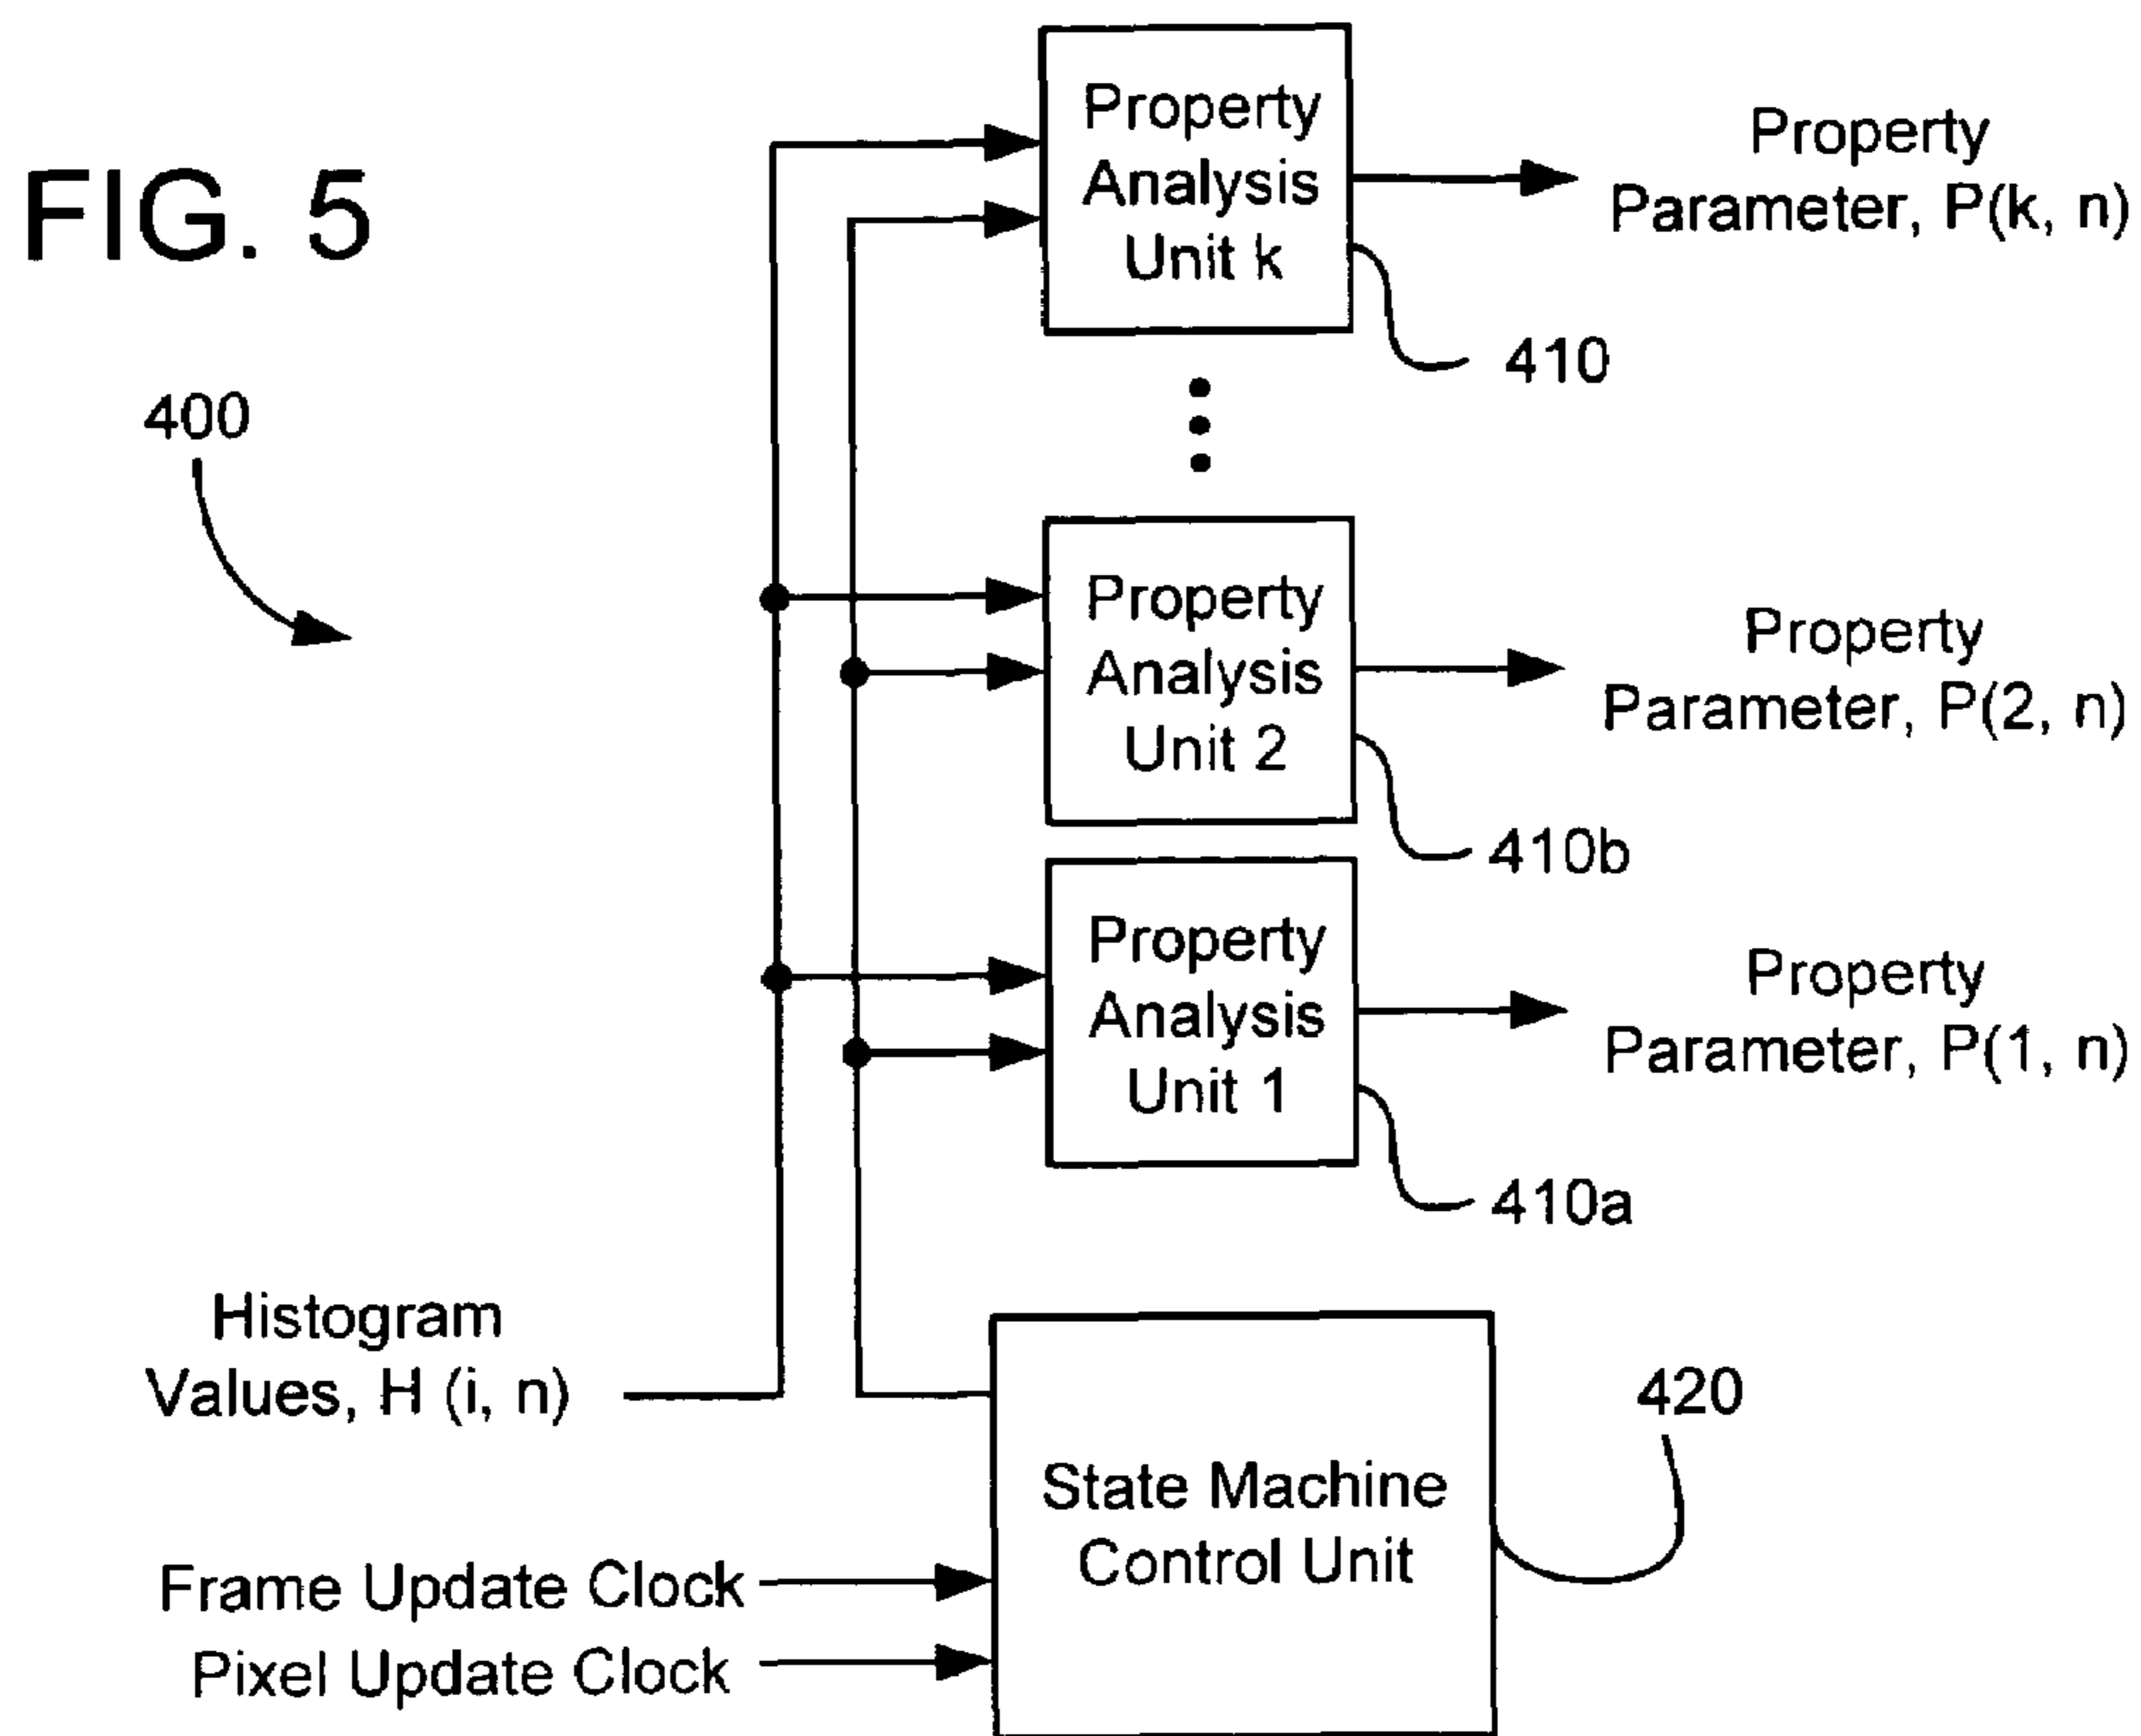 FIG. 5
400
Property
Analysis
Unit k
Property
Parameter, P(k, n)
410
Property
Analysis
Unit 2
Property
Parameter, P(2, n)
410b
Property
Analysis
Unit 1
Property
Parameter, P(1, n)
410a
Histogram
Values, H (i, n)
State Machine
Control Unit
420
Frame Update Clock
Pixel Update Clock